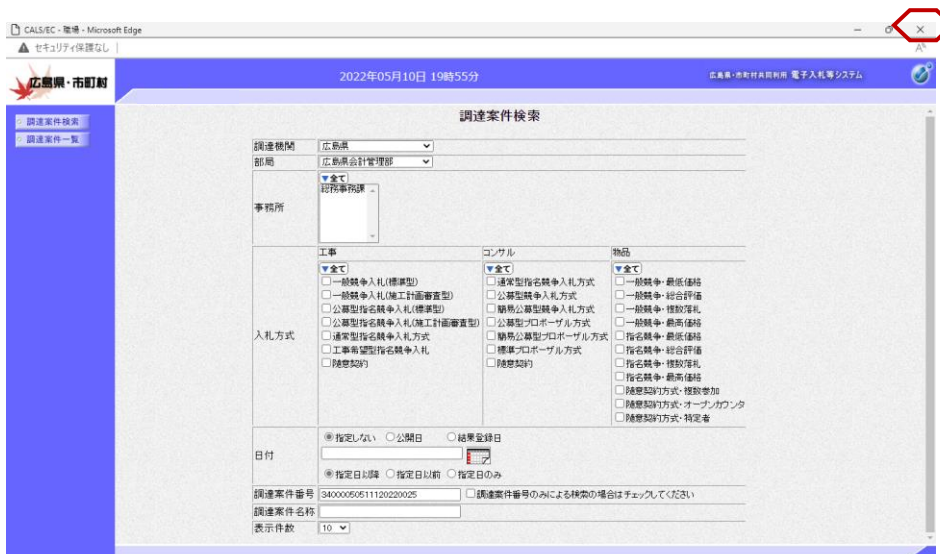 CALS/EC - 職場 - Microsoft Edge
セキュリティ保護なし
広島県・市町村
2022年05月10日 19時55分
広島県・市町村共同利用 電子入札等システム
調達案件検索
調達案件一覧
調達案件検索
調達機関 広島県
部局 広島県会計管理部
事務所
▼全て
総務事務課
入札方式
工事 コンサル 物品
▼全て ▼全て ▼全て
一般競争入札(標準型) 通常型指名競争入札方式 一般競争・最低価格
一般競争入札(施工計画審査型) 公募型競争入札方式 一般競争・総合評価
公募型指名競争入札(標準型) 簡易公募型競争入札方式 一般競争・複数落札
公募型指名競争入札(施工計画審査型) 公募型プロポーザル方式 一般競争・最高価格
通常型指名競争入札方式 簡易公募型プロポーザル方式 指名競争・最低価格
工事希望型指名競争入札 標準プロポーザル方式 指名競争・総合評価
随意契約 随意契約 指名競争・複数落札
指名競争・最高価格
随意契約方式・複数参加
随意契約方式・オープンカウンタ
随意契約方式・特定者
日付
指定しない 公開日 結果登録日
指定日以降 指定日以前 指定日のみ
調達案件番号 34000050511120220025 調達案件番号のみによる検索の場合はチェックしてください
調達案件名称
表示件数 10